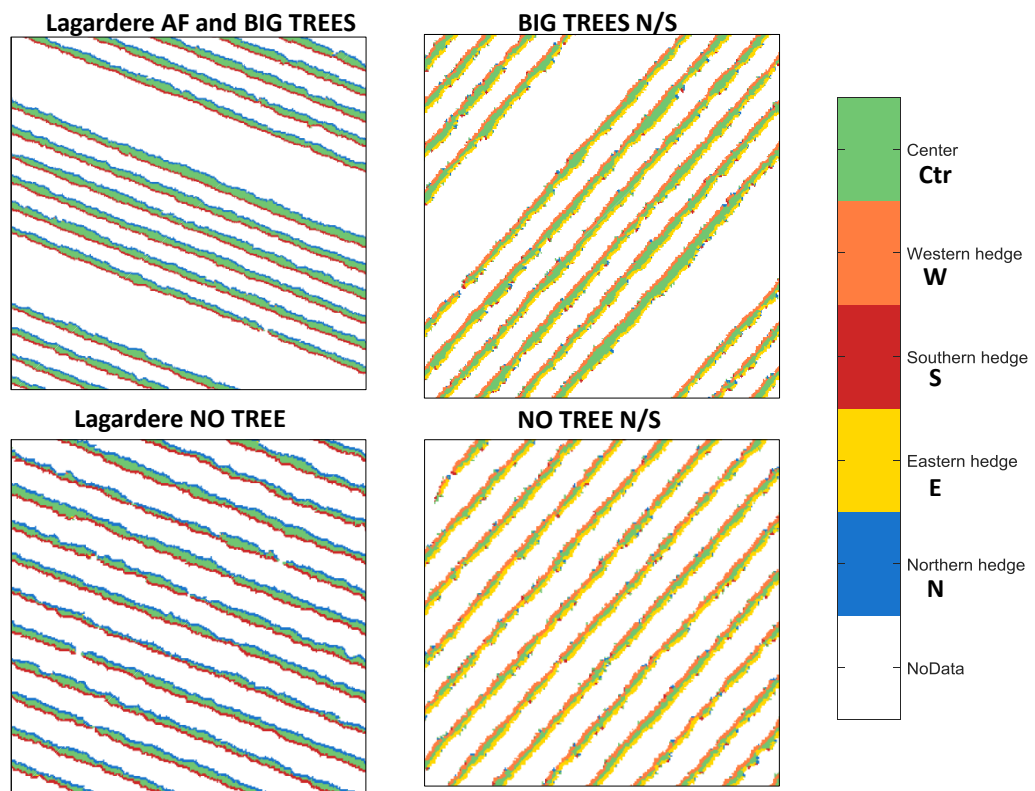 Lagardere AF and BIG TREES
BIG TREES N/S
Lagardere NO TREE
NO TREE N/S
Center
Ctr
Western hedge
W
Southern hedge
S
Eastern hedge
E
Northern hedge
N
NoData